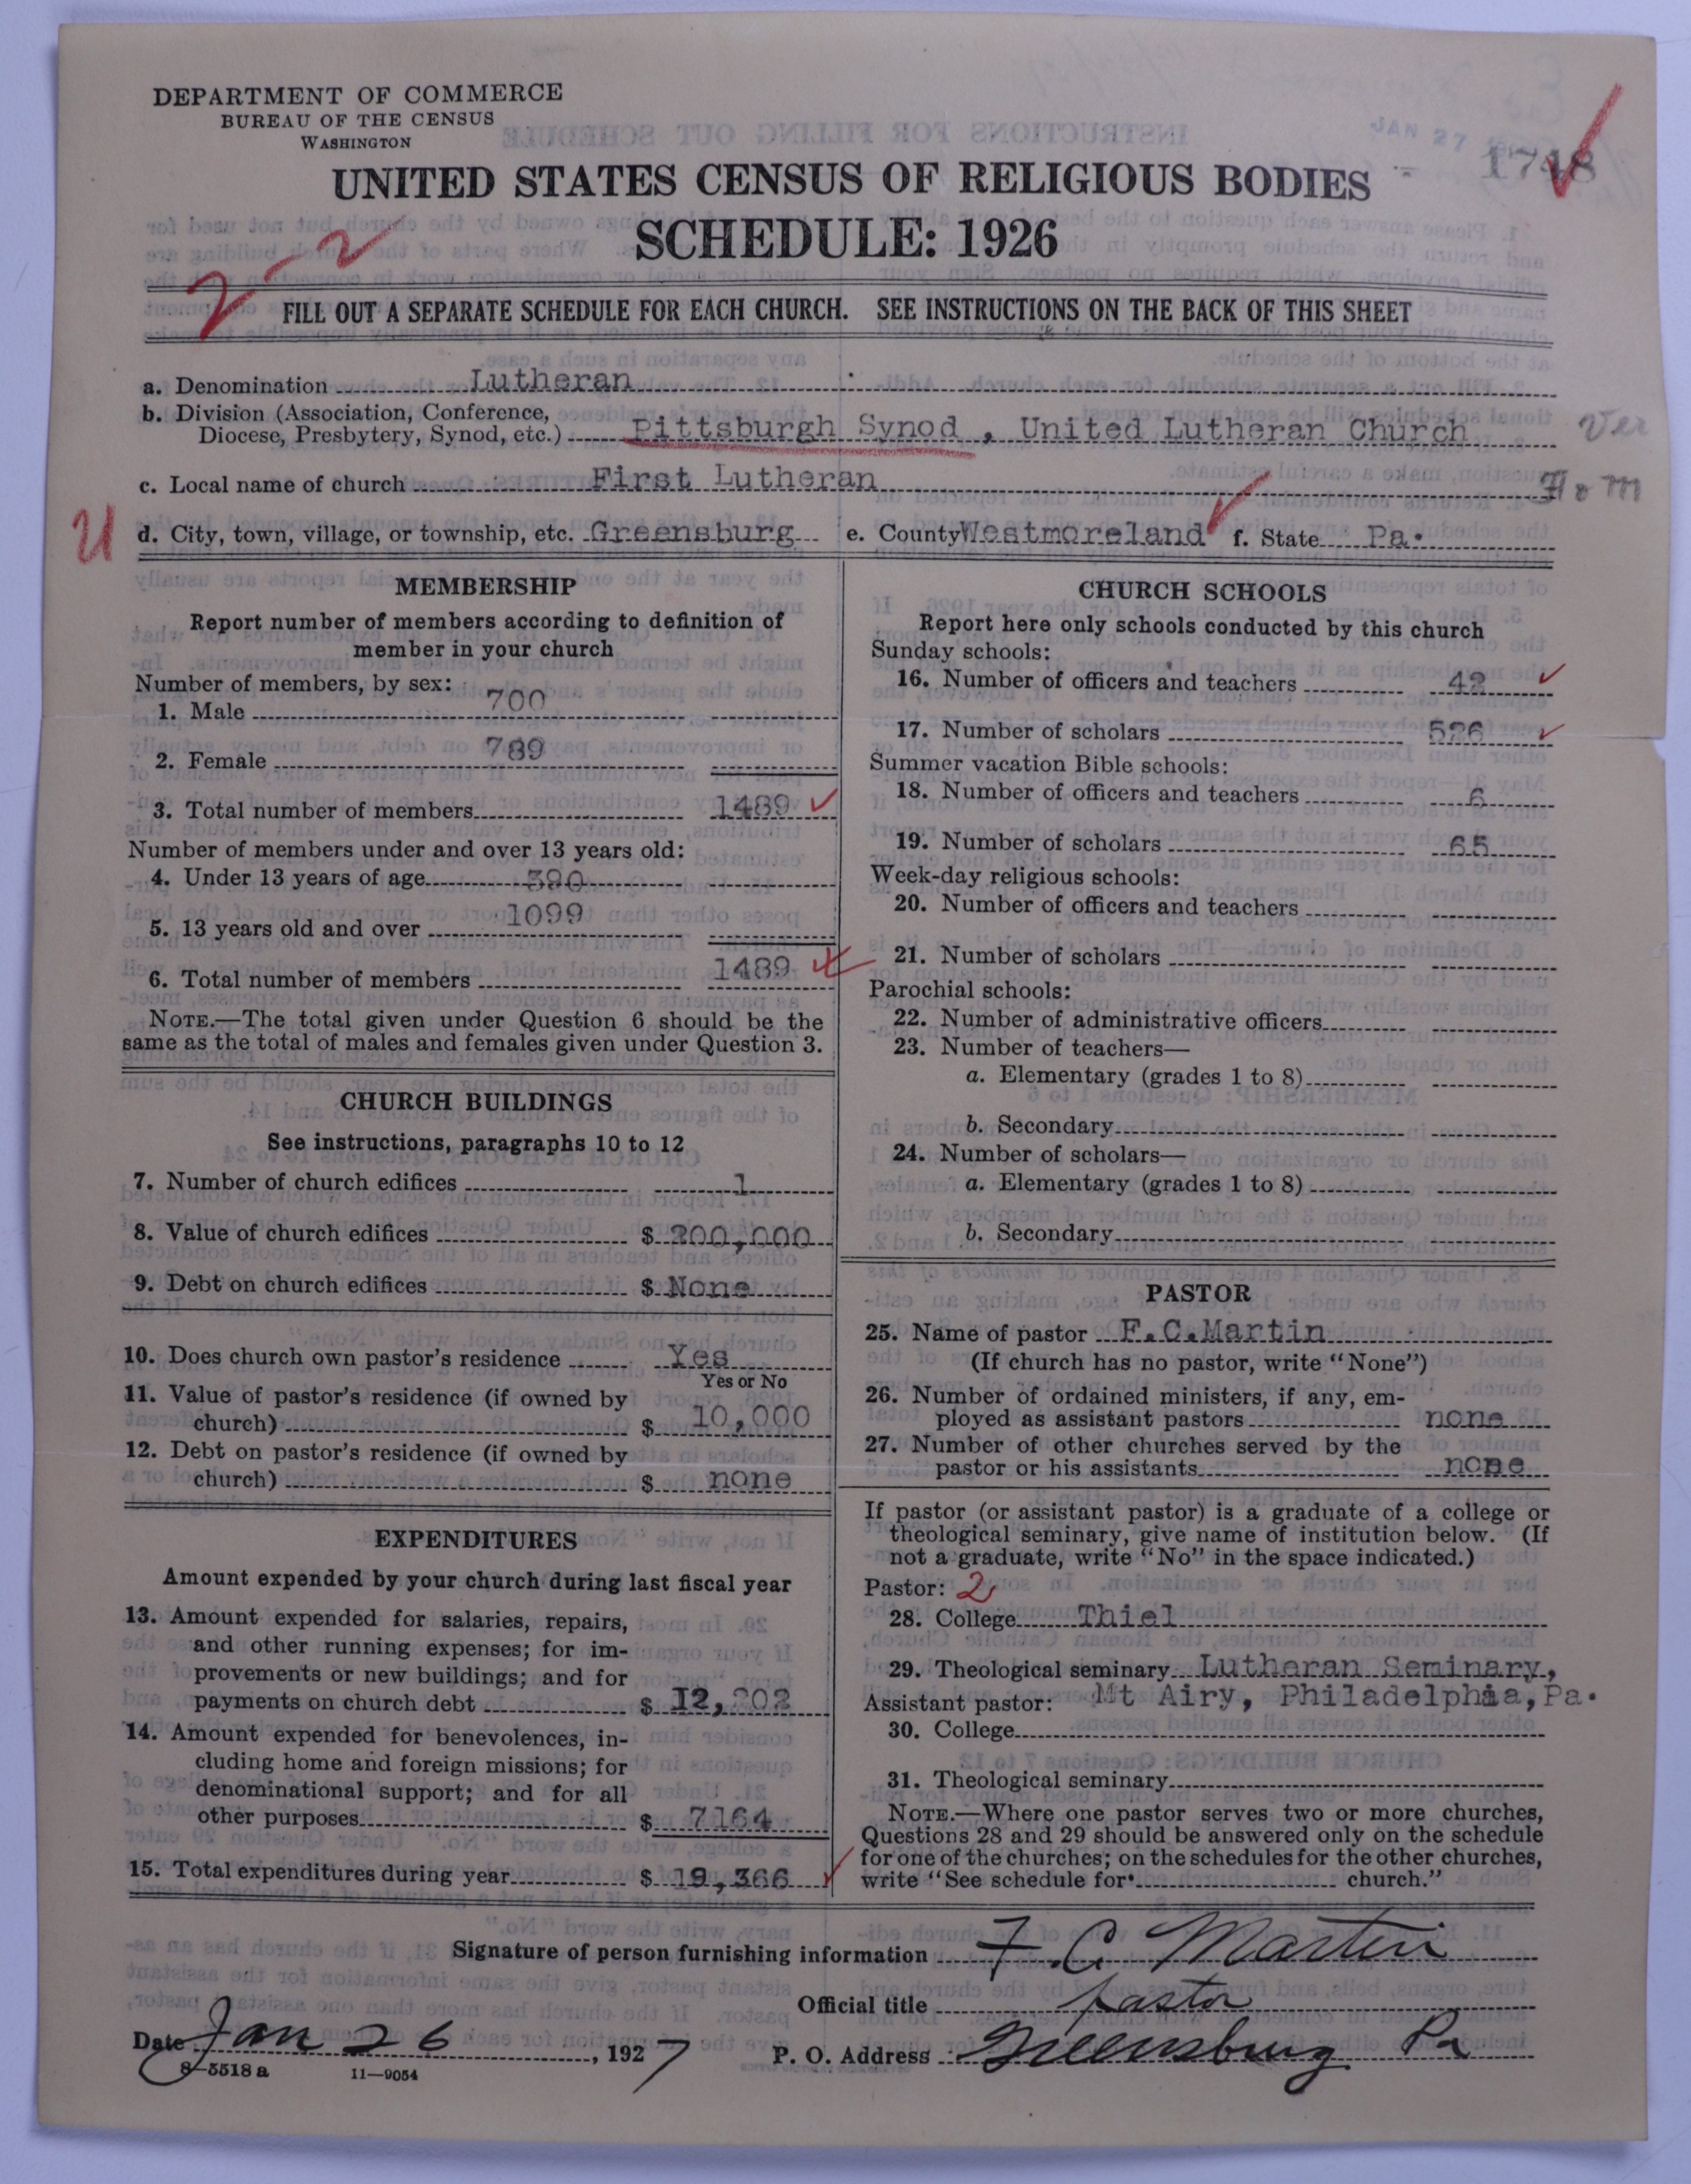 DEPARTMENT OF COMMERCE
BUREAU OF THE CENSUS
WASHINGTON
JAN 27
1748
UNITED STATES CENSUS OF RELIGIOUS BODIES
SCHEDULE: 1926
2-2
FILL OUT A SEPARATE SCHEDULE FOR EACH CHURCH. SEE INSTRUCTIONS ON THE BACK OF THIS SHEET
a. Denomination Lutheran
b. Division (Association, Conference,
Diocese, Presbytery, Synod, etc.) Pittsburgh Synod, United Lutheran Church Ver
c. Local name of church First Lutheran Hom
U d. City, town, village, or township, etc. Greensburg e. County Westmoreland f. State Pa.
MEMBERSHIP
Report number of members according to definition of
member in your church
Number of members, by sex:
1. Male 700
2. Female 789
3. Total number of members 1489
Number of members under and over 13 years old:
4. Under 13 years of age 390
5. 13 years old and over 1099
6. Total number of members 1489
NOTE.—The total given under Question 6 should be the
same as the total of males and females given under Question 3.
CHURCH BUILDINGS
See instructions, paragraphs 10 to 12
7. Number of church edifices 1
8. Value of church edifices $ 200,000
9. Debt on church edifices $ None
10. Does church own pastor's residence Yes
Yes or No
11. Value of pastor's residence (if owned by
church) $ 10,000
12. Debt on pastor's residence (if owned by
church) $ none
EXPENDITURES
Amount expended by your church during last fiscal year
13. Amount expended for salaries, repairs,
and other running expenses; for im-
provements or new buildings; and for
payments on church debt $ 12,202
14. Amount expended for benevolences, in-
cluding home and foreign missions; for
denominational support; and for all
other purposes $ 7164
15. Total expenditures during year $ 19,366
CHURCH SCHOOLS
Report here only schools conducted by this church
Sunday schools:
16. Number of officers and teachers 42
17. Number of scholars 526
Summer vacation Bible schools:
18. Number of officers and teachers 6
19. Number of scholars 65
Week-day religious schools:
20. Number of officers and teachers
21. Number of scholars
Parochial schools:
22. Number of administrative officers
23. Number of teachers—
a. Elementary (grades 1 to 8)
b. Secondary
24. Number of scholars—
a. Elementary (grades 1 to 8)
b. Secondary
PASTOR
25. Name of pastor F.C.Martin
(If church has no pastor, write "None")
26. Number of ordained ministers, if any, em-
ployed as assistant pastors none
27. Number of other churches served by the
pastor or his assistants none
If pastor (or assistant pastor) is a graduate of a college or
theological seminary, give name of institution below. (If
not a graduate, write "No" in the space indicated.)
Pastor: 2
28. College Thiel
29. Theological seminary Lutheran Seminary,
Assistant pastor: Mt Airy, Philadelphia, Pa.
30. College
31. Theological seminary
NOTE.—Where one pastor serves two or more churches,
Questions 28 and 29 should be answered only on the schedule
for one of the churches; on the schedules for the other churches,
write "See schedule for church."
Signature of person furnishing information F. C. Martin
Official title pastor
Date Jan 26, 1927 P. O. Address Greensburg Pa
8-5518 a 11—9054